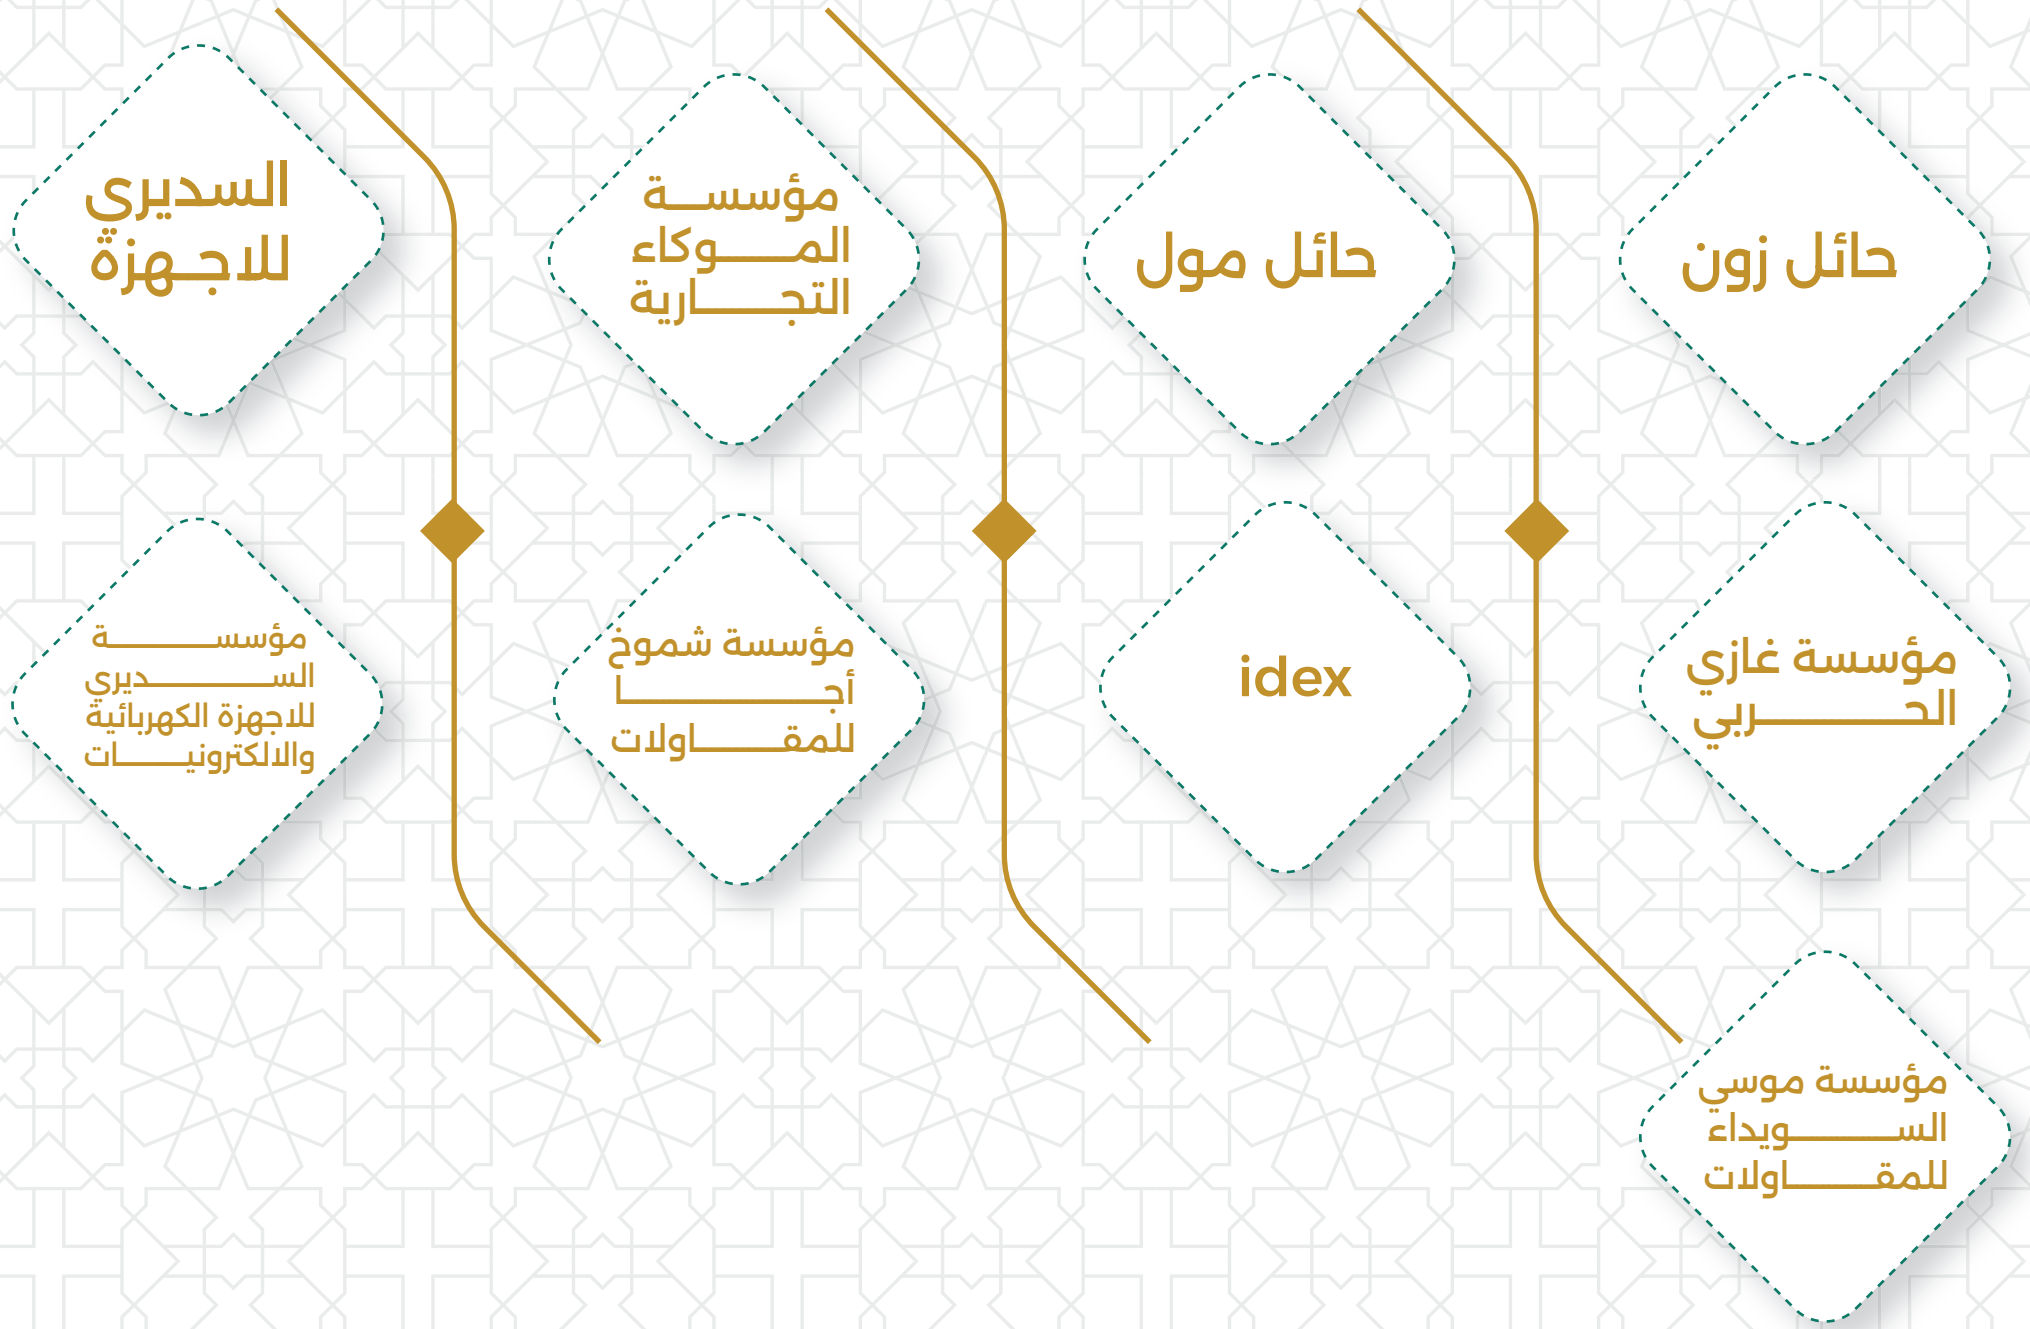 حائل زون
حائل مول
مؤسسة
الموكاء
التجارية
السديري
للاجهزة
مؤسسة غازي
الحربي
idex
مؤسسة شموخ
أجا
للمقاولات
مؤسسة
السديري
للاجهزة الكهربائية
والالكترونيات
مؤسسة موسي
السويداء
للمقاولات